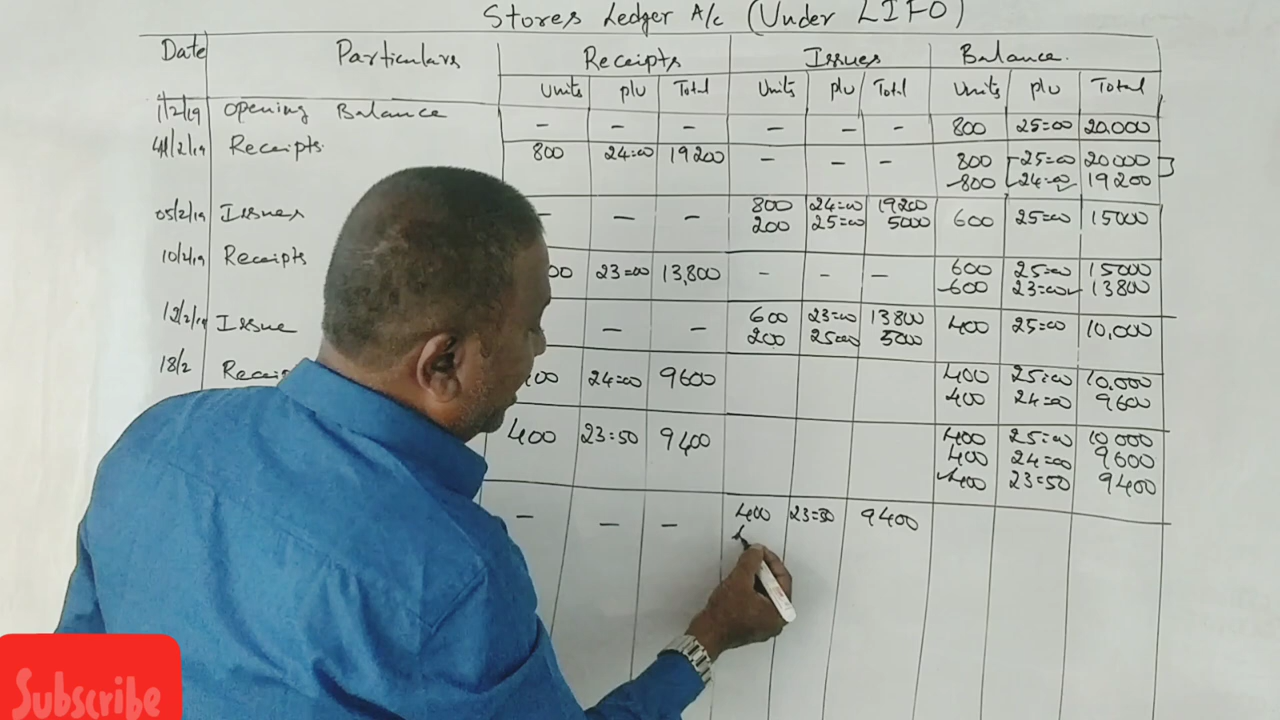 Stores Ledger A/c (Under LIFO)
Date Particulars Receipts Issues Balance.
Units p/u Total Units p/u Total Units p/u Total
1/2/19 Opening Balance - - - - - - 800 25=00 20,000
Receipts 800 24=00 19200 - - - 800 25=00 20,000
800 24=00 19200
05/2/19 Issues - - - 800 24=00 19200 600 25=00 15000
200 25=00 5000
10/2/19 Receipts 23=00 13,800 - - - 600 25=00 15000
600 23=00 13800
12/2/19 Issue - - 600 23=00 13800 400 25=00 10,000
200 25=00 5000
18/2 24=00 9600 400 25=00 10,000
400 24=00 9600
400 23=50 9400 400 25=00 10 000
400 24=00 9600
400 23=50 9400
- - - 400 23=50 9400
Subscribe